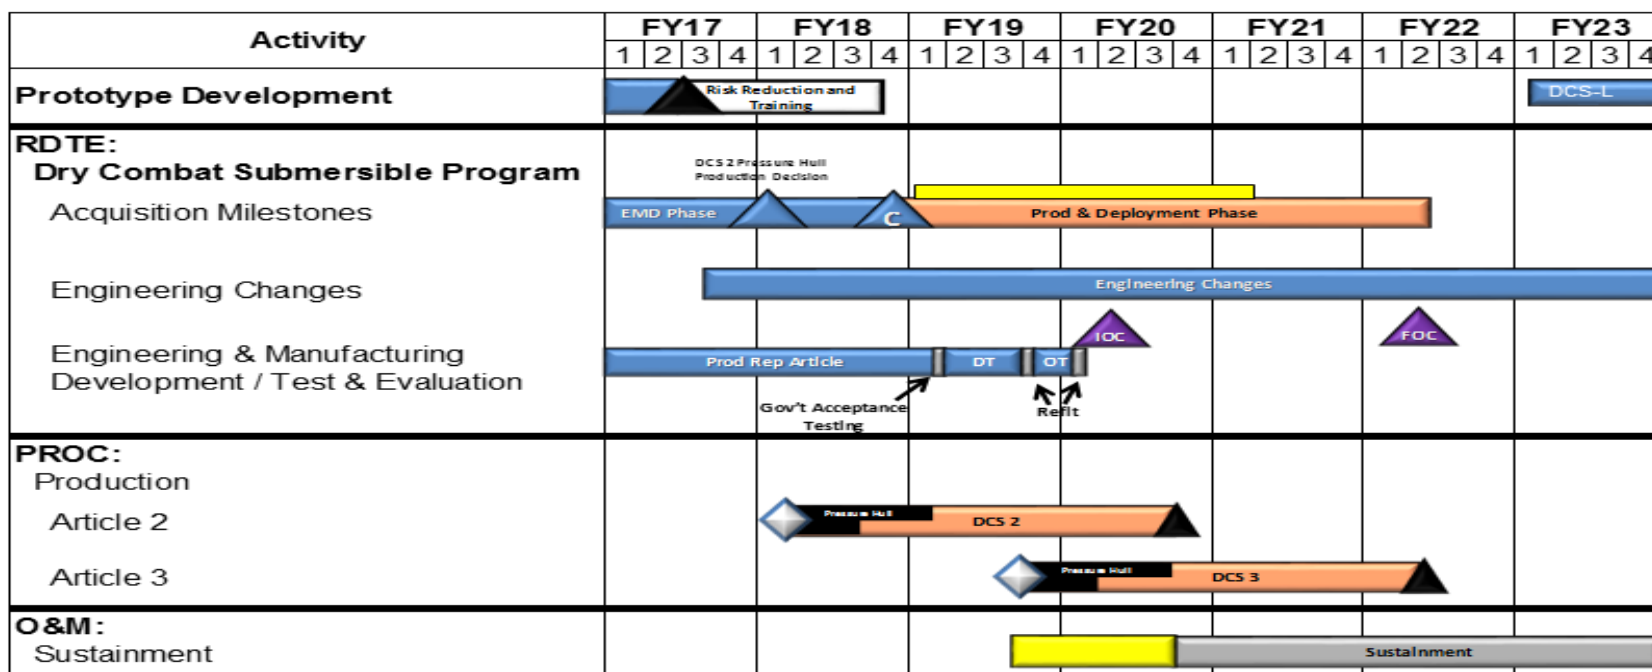 Activity
FY17 FY18 FY19 FY20 FY21 FY22 FY23
1 2 3 4 1 2 3 4 1 2 3 4 1 2 3 4 1 2 3 4 1 2 3 4 1 2 3 4
Prototype Development
Risk Reduction and
Training
DCS-L
RDTE:
Dry Combat Submersible Program
DCS 2 Pressure Hull
Production Decision
Acquisition Milestones
EMD Phase
C
Prod & Deployment Phase
Engineering Changes
Engineering Changes
IOC
FOC
Engineering & Manufacturing
Development / Test & Evaluation
Prod Rep Article
DT
OT
Gov't Acceptance
Testing
Refit
PROC:
Production
Article 2
Pressure Hull
DCS 2
Article 3
Pressure Hull
DCS 3
O&M:
Sustainment
Sustainment